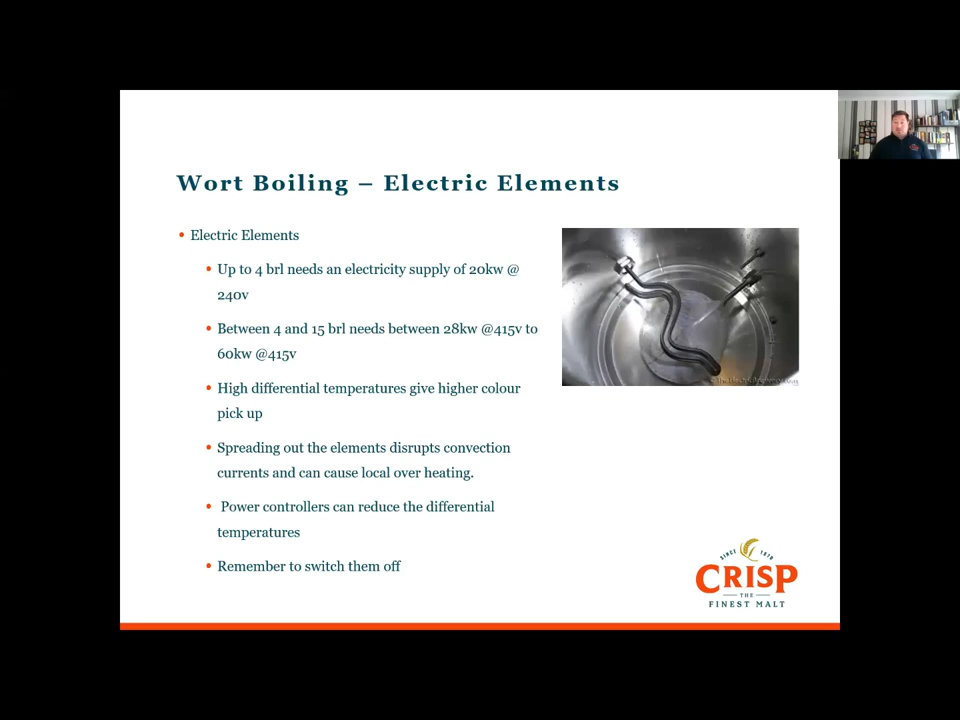 Wort Boiling – Electric Elements
• Electric Elements
• Up to 4 brl needs an electricity supply of 20kw @
240v
• Between 4 and 15 brl needs between 28kw @415v to
60kw @415v
• High differential temperatures give higher colour
pick up
• Spreading out the elements disrupts convection
currents and can cause local over heating.
• Power controllers can reduce the differential
temperatures
• Remember to switch them off
SINCE 1870
CRISP
THE
FINEST MALT